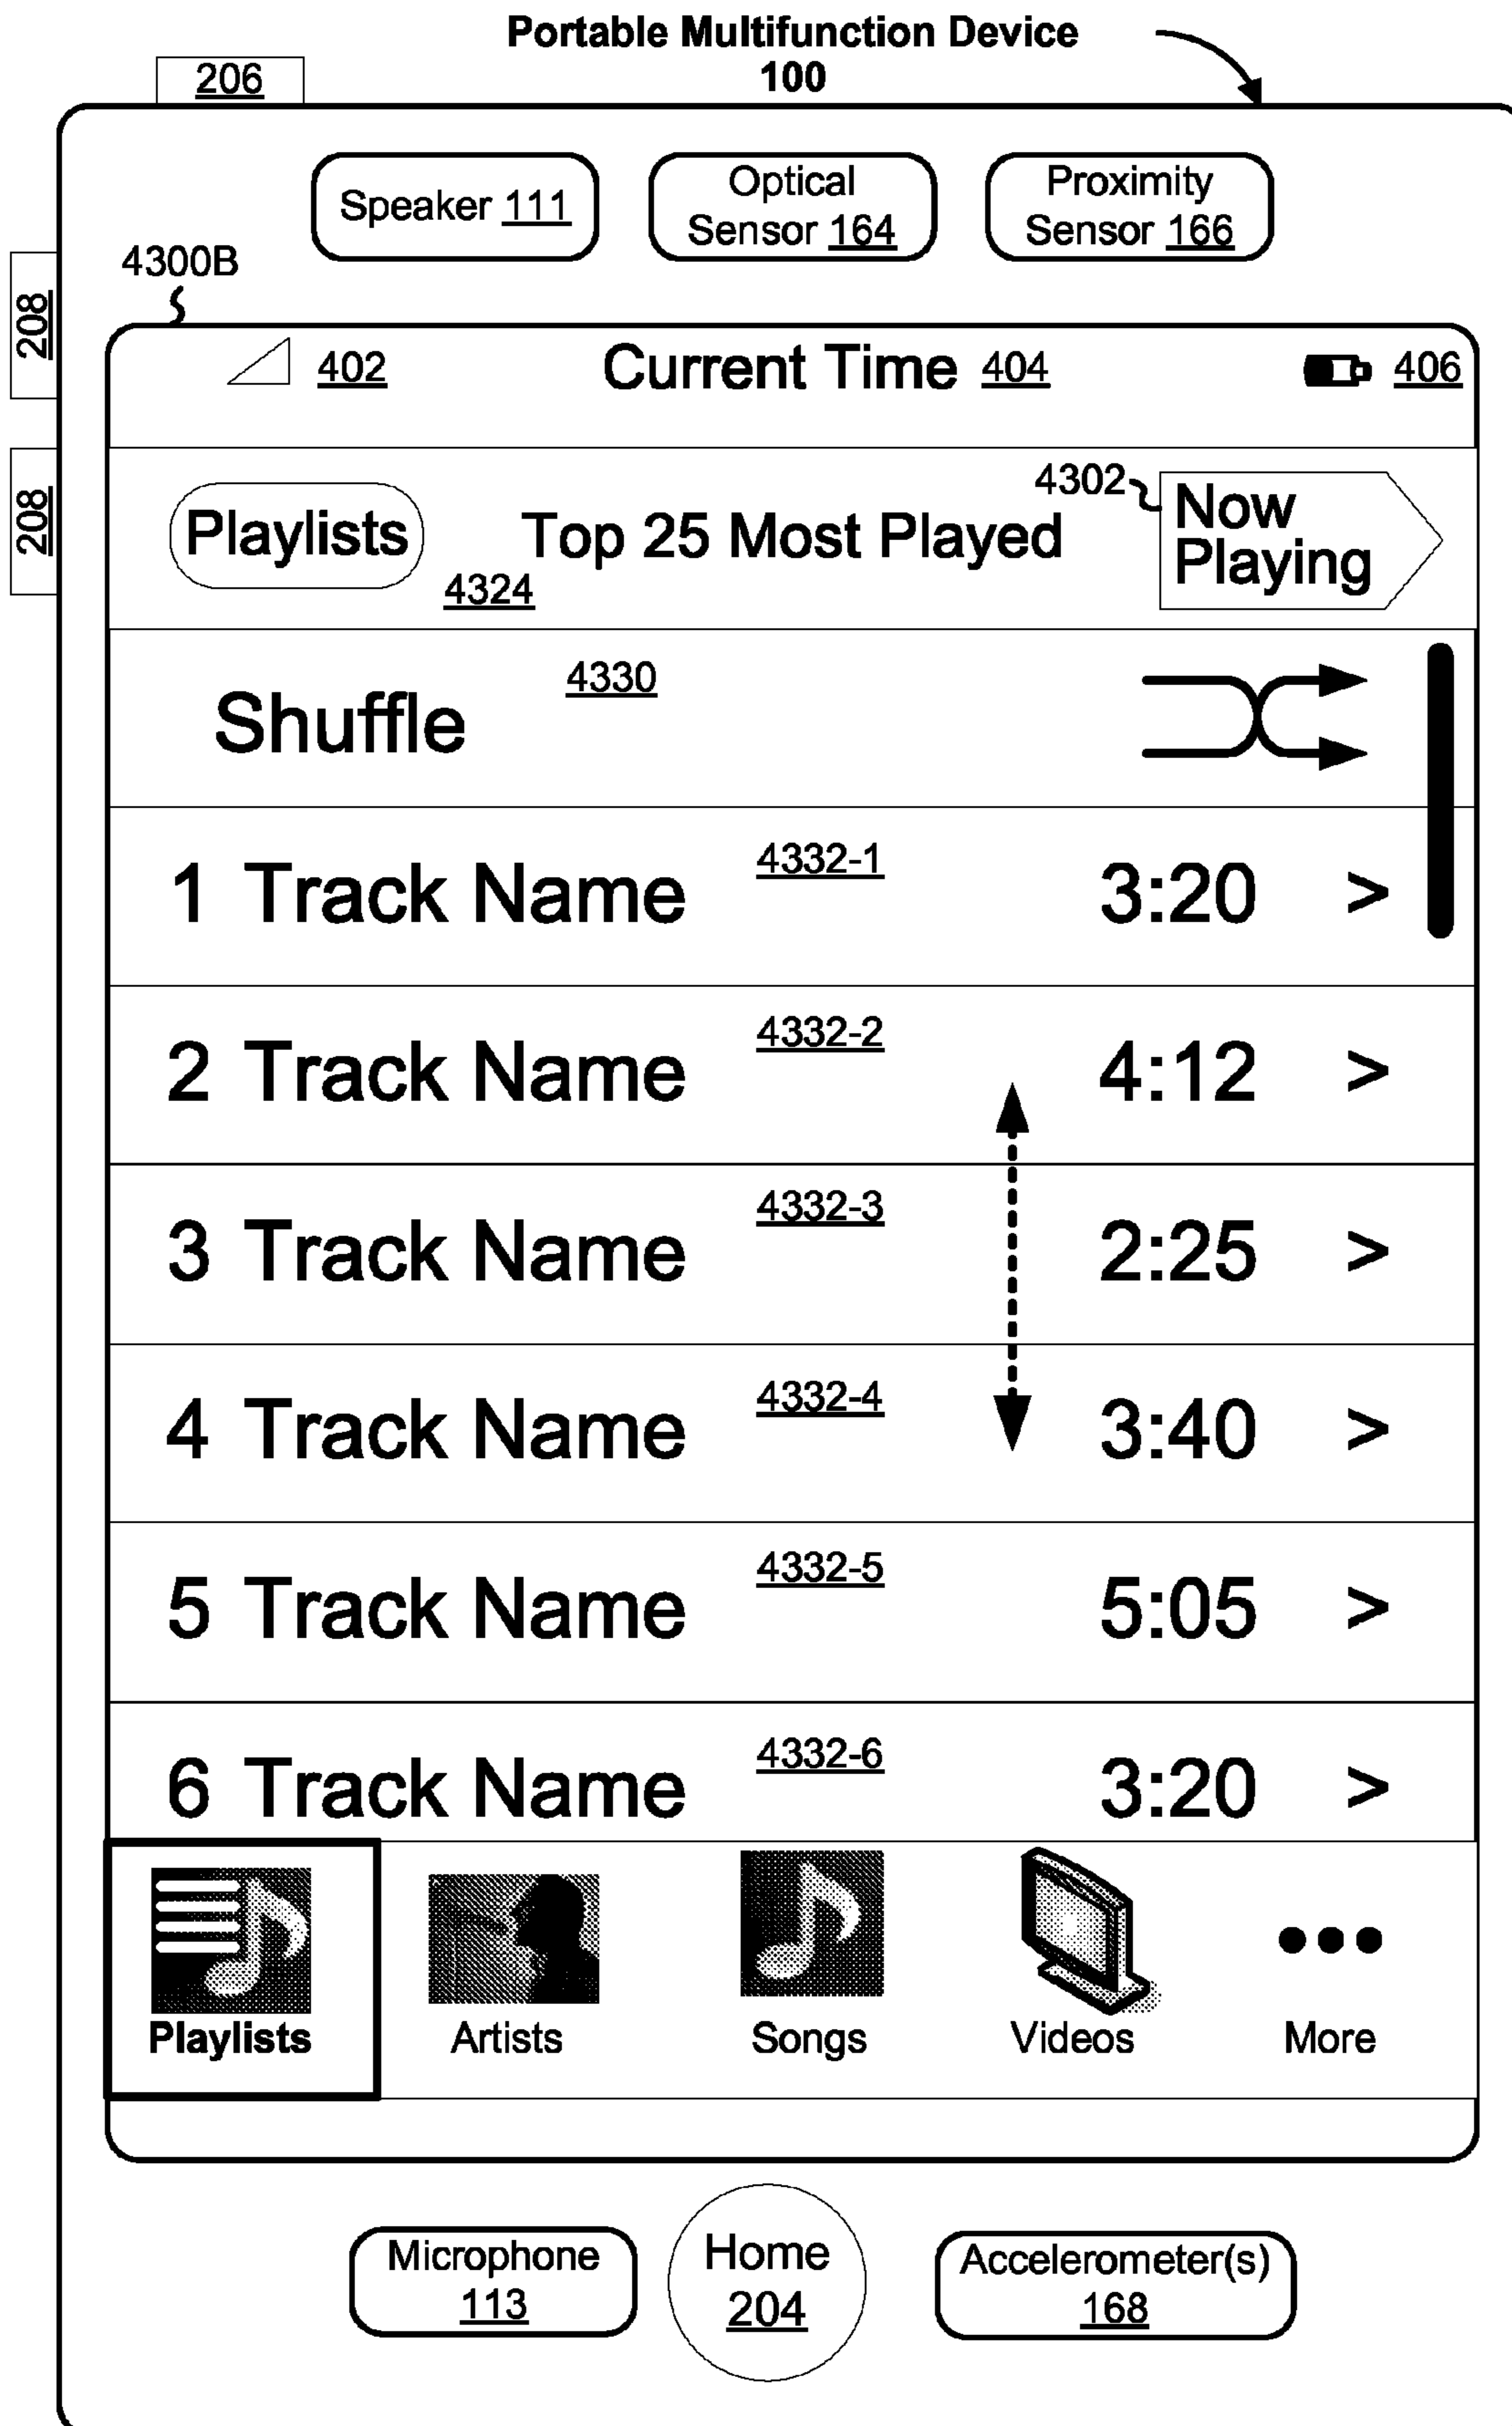 Portable Multifunction Device
100
206
Speaker 111
Optical
Sensor 164
Proximity
Sensor 166
4300B
208
208
402
Current Time 404
406
Playlists
4324
Top 25 Most Played
4302
Now
Playing
Shuffle
4330
1 Track Name 4332-1 3:20 >
2 Track Name 4332-2 4:12 >
3 Track Name 4332-3 2:25 >
4 Track Name 4332-4 3:40 >
5 Track Name 4332-5 5:05 >
6 Track Name 4332-6 3:20 >
Playlists
Artists
Songs
Videos
More
Microphone
113
Home
204
Accelerometer(s)
168